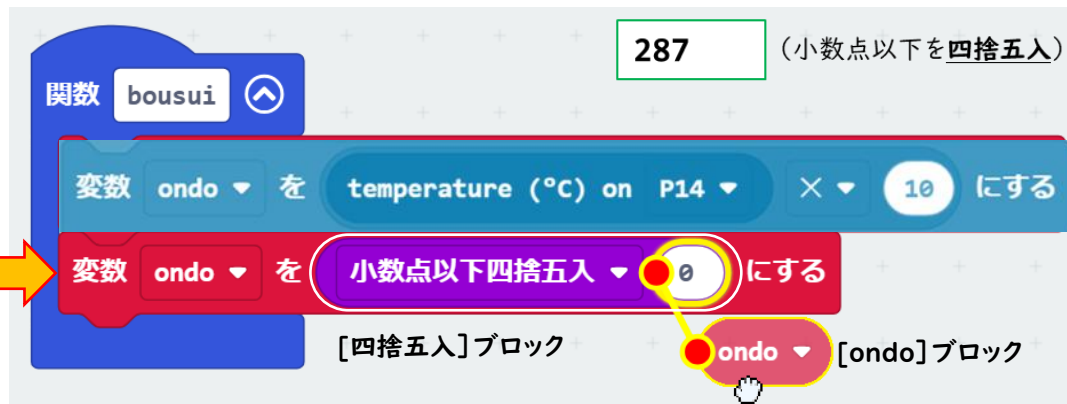 287 （小数点以下を四捨五入）
関数 bousui
変数 ondo を temperature (°C) on P14 × 10 にする
変数 ondo を 小数点以下四捨五入 0 にする
[四捨五入]ブロック
ondo [ondo]ブロック